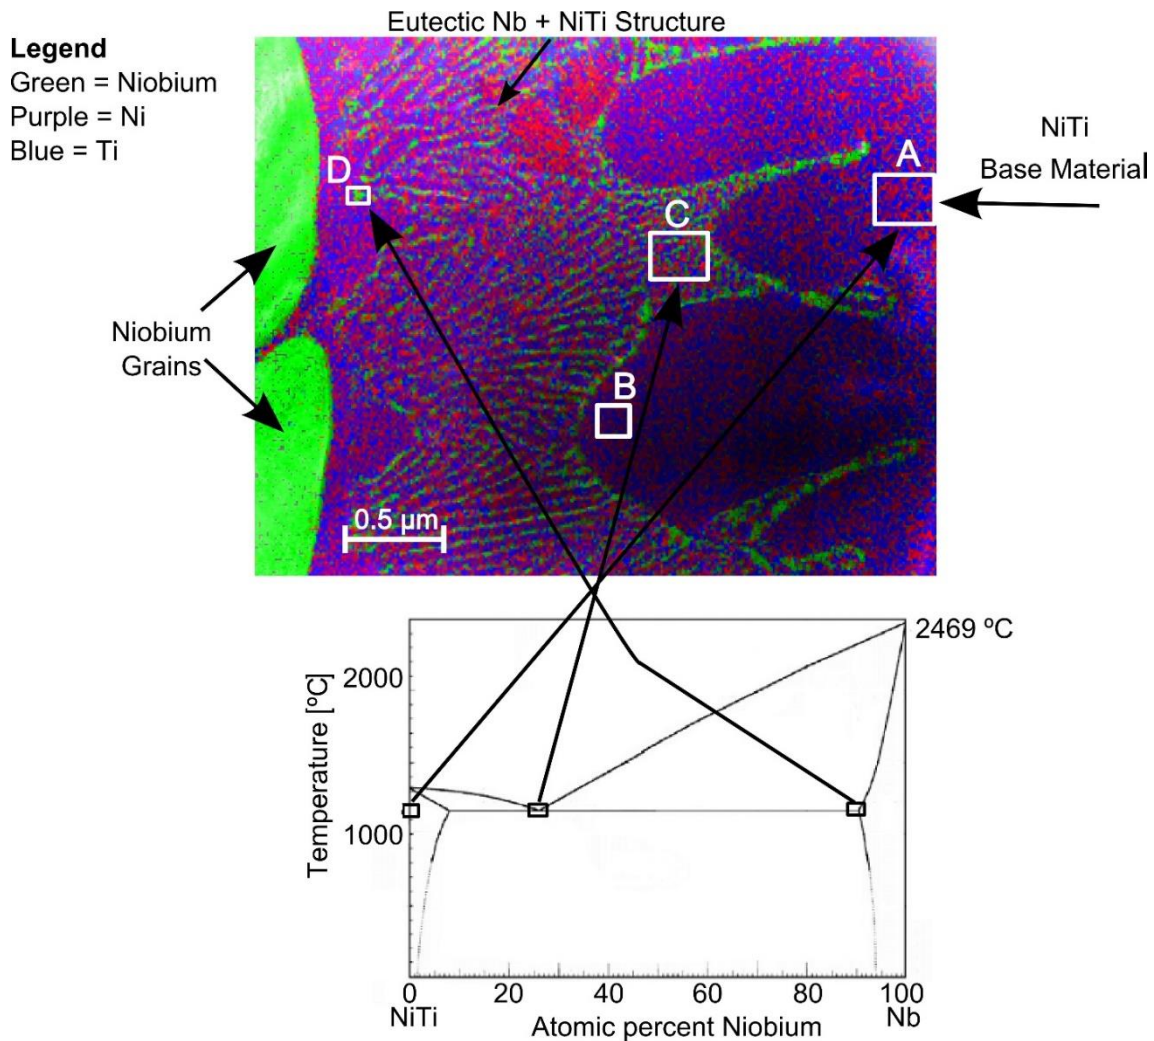 Eutectic Nb + NiTi Structure
Legend
Green = Niobium
Purple = Ni
Blue = Ti
NiTi
Base Material
A
D
C
Niobium
Grains
B
0.5 µm
2469 ºC
Temperature [ºC]
2000
1000
0 20 40 60 80 100
NiTi Nb
Atomic percent Niobium